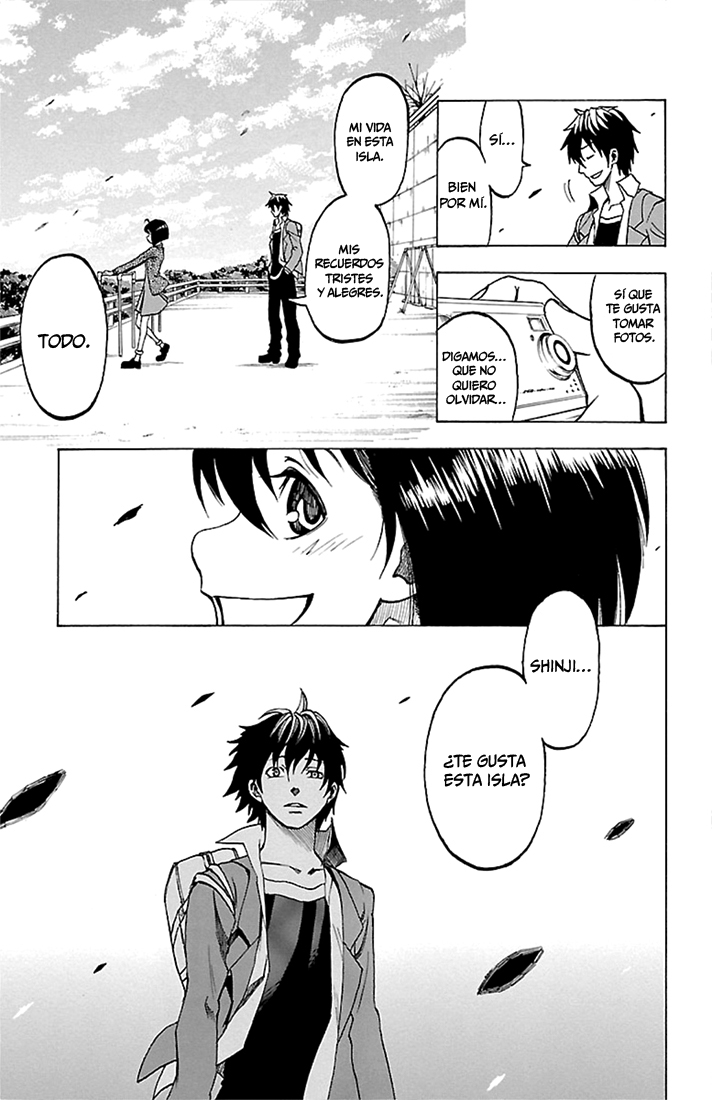 SÍ...
BIEN
POR MÍ.
SÍ QUE
TE GUSTA
TOMAR
FOTOS.
DIGAMOS...
QUE NO
QUIERO
OLVIDAR...
MI VIDA
EN ESTA
ISLA.
MIS
RECUERDOS
TRISTES
Y ALEGRES.
TODO.
SHINJI...
¿TE GUSTA
ESTA ISLA?